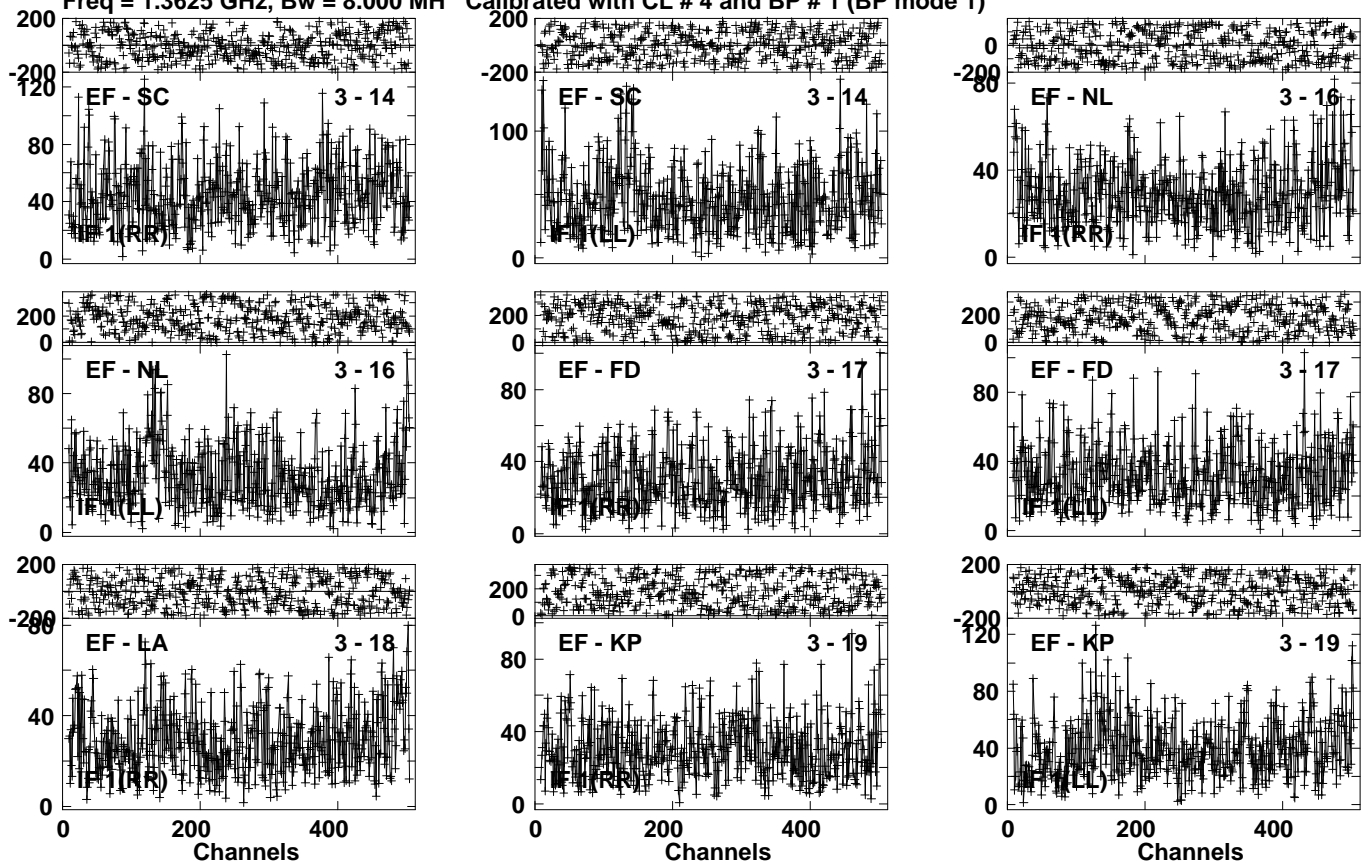 Freq = 1.3625 GHz, Bw = 8.000 MH Calibrated with CL # 4 and BP # 1 (BP mode 1)
200
-200
120
80
40
0
EF - SC 3 - 14
IF 1(RR)
200
-200
100
0
EF - SC 3 - 14
IF 1(LL)
0
-200
80
40
0
EF - NL 3 - 16
IF 1(RR)
200
0
80
40
0
EF - NL 3 - 16
IF 1(LL)
200
0
80
40
0
EF - FD 3 - 17
IF 1(RR)
200
0
80
40
0
EF - FD 3 - 17
IF 1(LL)
200
-200
80
40
0
EF - LA 3 - 18
IF 1(RR)
0 200 400
Channels
200
0
80
40
0
EF - KP 3 - 19
IF 1(RR)
0 200 400
Channels
200
-200
120
80
40
0
EF - KP 3 - 19
IF 1(LL)
0 200 400
Channels